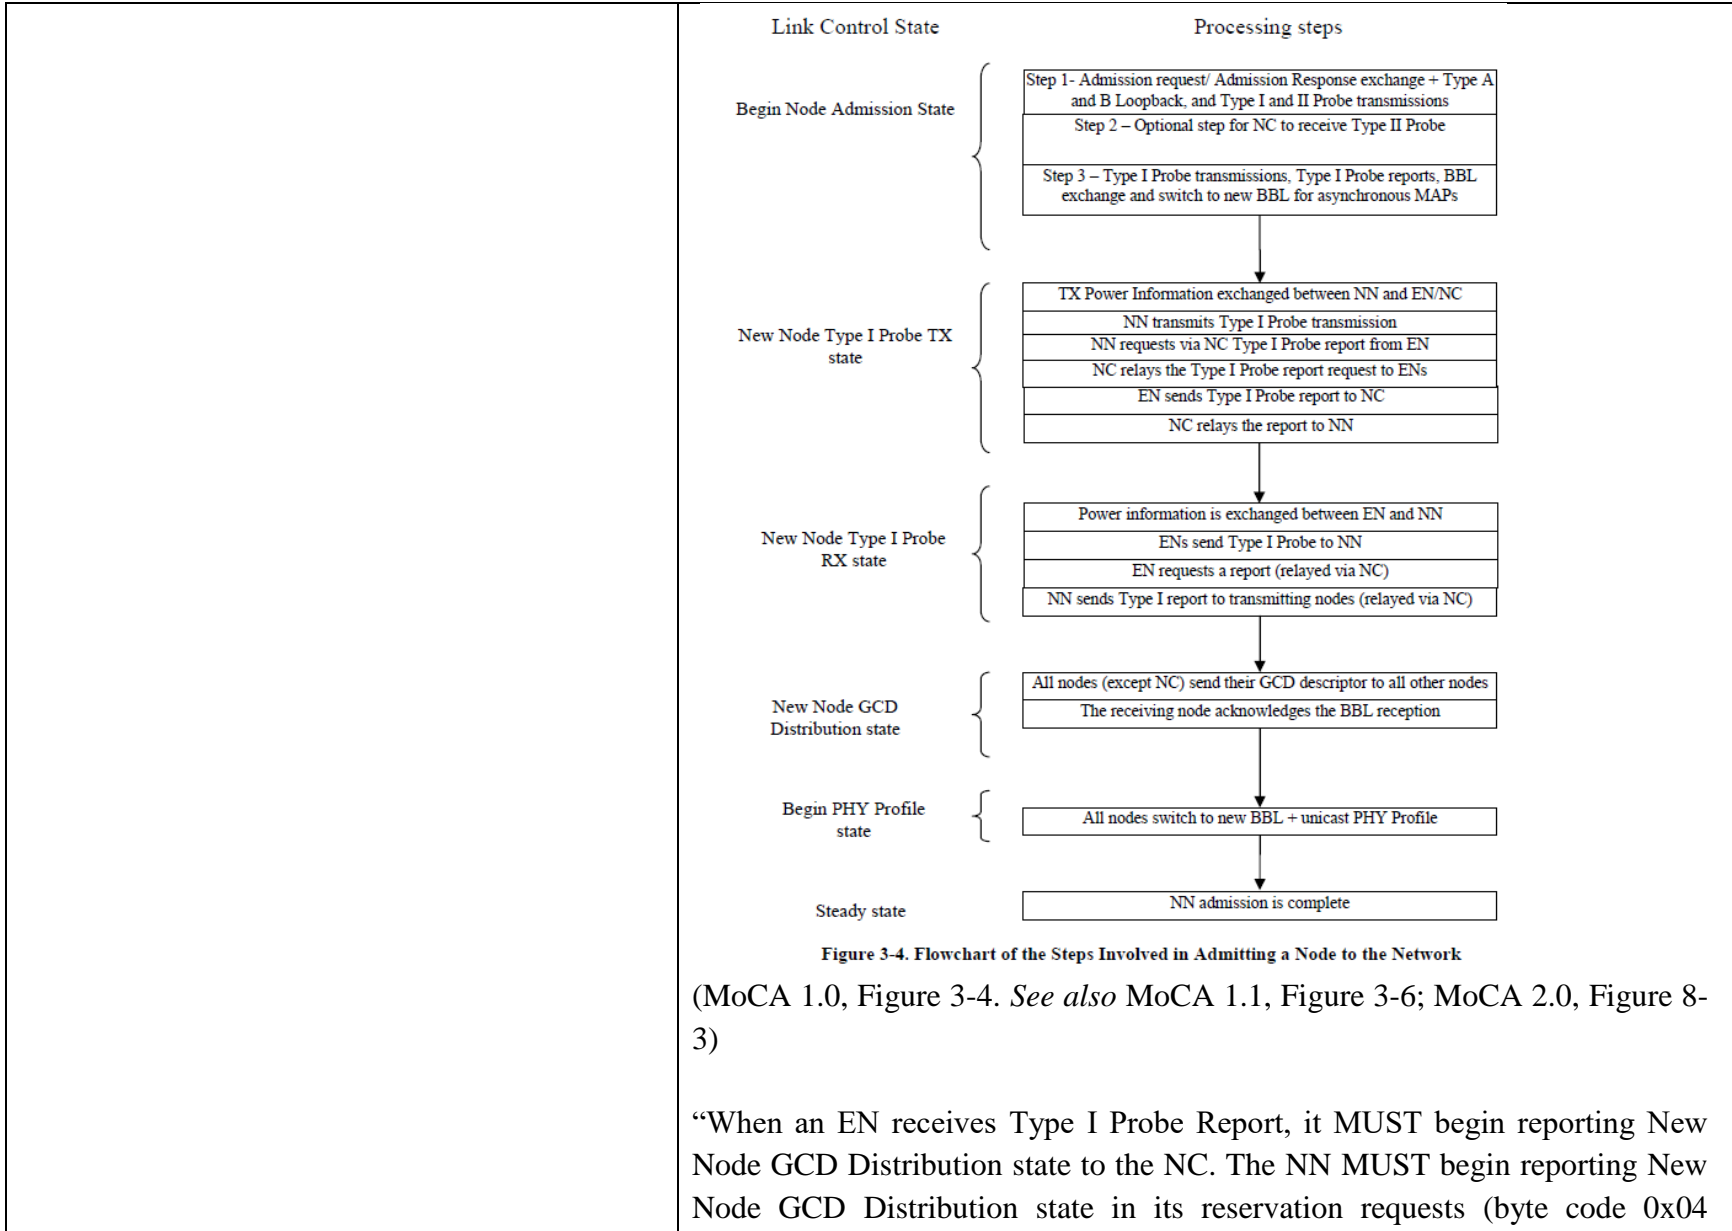 Link Control State
Processing steps
Begin Node Admission State
Step 1- Admission request/ Admission Response exchange + Type A
and B Loopback, and Type I and II Probe transmissions
Step 2 – Optional step for NC to receive Type II Probe
Step 3 – Type I Probe transmissions, Type I Probe reports, BBL
exchange and switch to new BBL for asynchronous MAPs
New Node Type I Probe TX
state
TX Power Information exchanged between NN and EN/NC
NN transmits Type I Probe transmission
NN requests via NC Type I Probe report from EN
NC relays the Type I Probe report request to ENs
EN sends Type I Probe report to NC
NC relays the report to NN
New Node Type I Probe
RX state
Power information is exchanged between EN and NN
ENs send Type I Probe to NN
EN requests a report (relayed via NC)
NN sends Type I report to transmitting nodes (relayed via NC)
New Node GCD
Distribution state
All nodes (except NC) send their GCD descriptor to all other nodes
The receiving node acknowledges the BBL reception
Begin PHY Profile
state
All nodes switch to new BBL + unicast PHY Profile
Steady state
NN admission is complete
Figure 3-4. Flowchart of the Steps Involved in Admitting a Node to the Network
(MoCA 1.0, Figure 3-4. See also MoCA 1.1, Figure 3-6; MoCA 2.0, Figure 8-
3)
“When an EN receives Type I Probe Report, it MUST begin reporting New
Node GCD Distribution state to the NC. The NN MUST begin reporting New
Node GCD Distribution state in its reservation requests (byte code 0x04